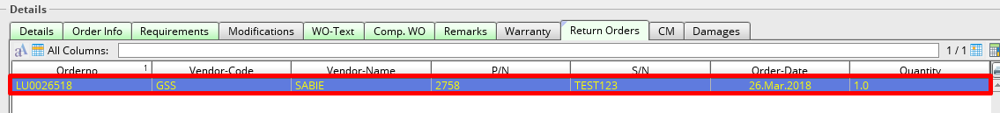 Details
Details Order Info Requirements Modifications WO-Text Comp. WO Remarks Warranty Return Orders CM Damages
All Columns: 1 / 1
Orderno 1 Vendor-Code Vendor-Name P/N S/N Order-Date Quantity
LU0026518 GSS SABIE 2758 TEST123 26.Mar.2018 1.0